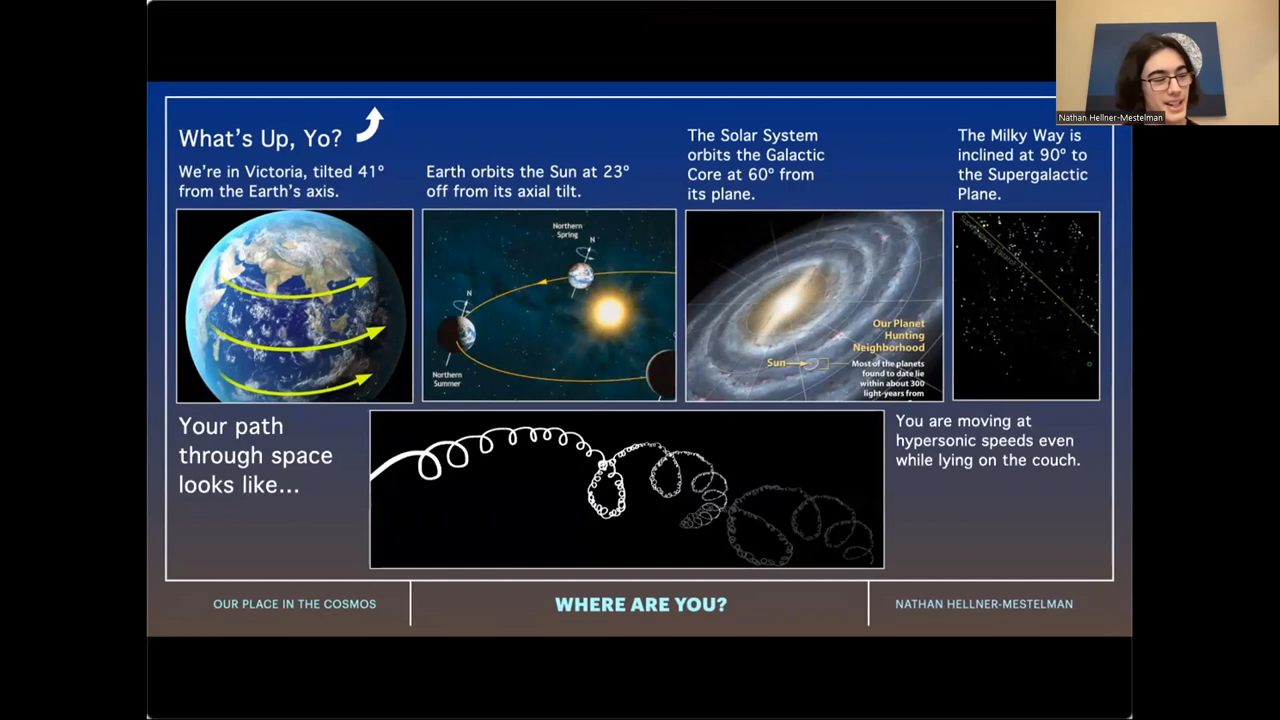 Nathan Hellner-Mestelman
What's Up, Yo?
We're in Victoria, tilted 41°
from the Earth's axis.
Earth orbits the Sun at 23°
off from its axial tilt.
The Solar System
orbits the Galactic
Core at 60° from
its plane.
The Milky Way is
inclined at 90° to
the Supergalactic
Plane.
Northern
Spring
N
N
Northern
Summer
Our Planet
Hunting
Neighborhood
Sun
Most of the planets
found to date lie
within about 300
light-years from
Your path
through space
looks like...
You are moving at
hypersonic speeds even
while lying on the couch.
OUR PLACE IN THE COSMOS
WHERE ARE YOU?
NATHAN HELLNER-MESTELMAN